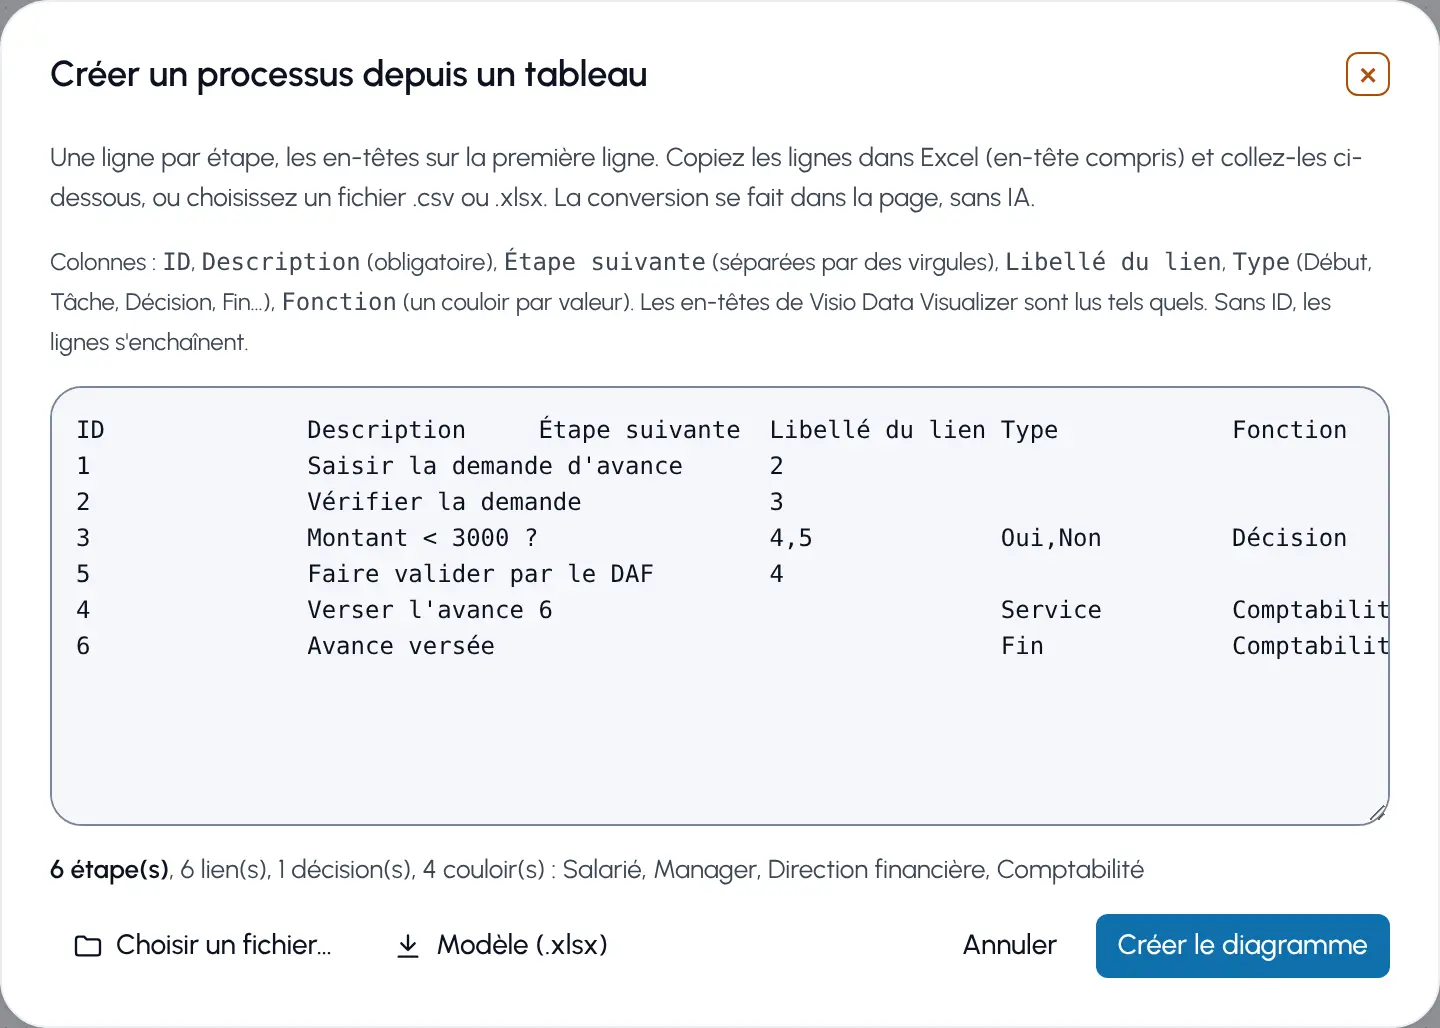 Créer un processus depuis un tableau
Une ligne par étape, les en-têtes sur la première ligne. Copiez les lignes dans Excel (en-tête compris) et collez-les ci-
dessous, ou choisissez un fichier .csv ou .xlsx. La conversion se fait dans la page, sans IA.
Colonnes : ID, Description (obligatoire), Étape suivante (séparées par des virgules), Libellé du lien, Type (Début,
Tâche, Décision, Fin…), Fonction (un couloir par valeur). Les en-têtes de Visio Data Visualizer sont lus tels quels. Sans ID, les
lignes s'enchaînent.
ID Description Étape suivante Libellé du lien Type Fonction
1 Saisir la demande d'avance 2
2 Vérifier la demande 3
3 Montant < 3000 ? 4,5 Oui,Non Décision
5 Faire valider par le DAF 4
4 Verser l'avance 6 Service Comptabilit
6 Avance versée Fin Comptabilit
6 étape(s), 6 lien(s), 1 décision(s), 4 couloir(s) : Salarié, Manager, Direction financière, Comptabilité
Choisir un fichier… Modèle (.xlsx) Annuler Créer le diagramme